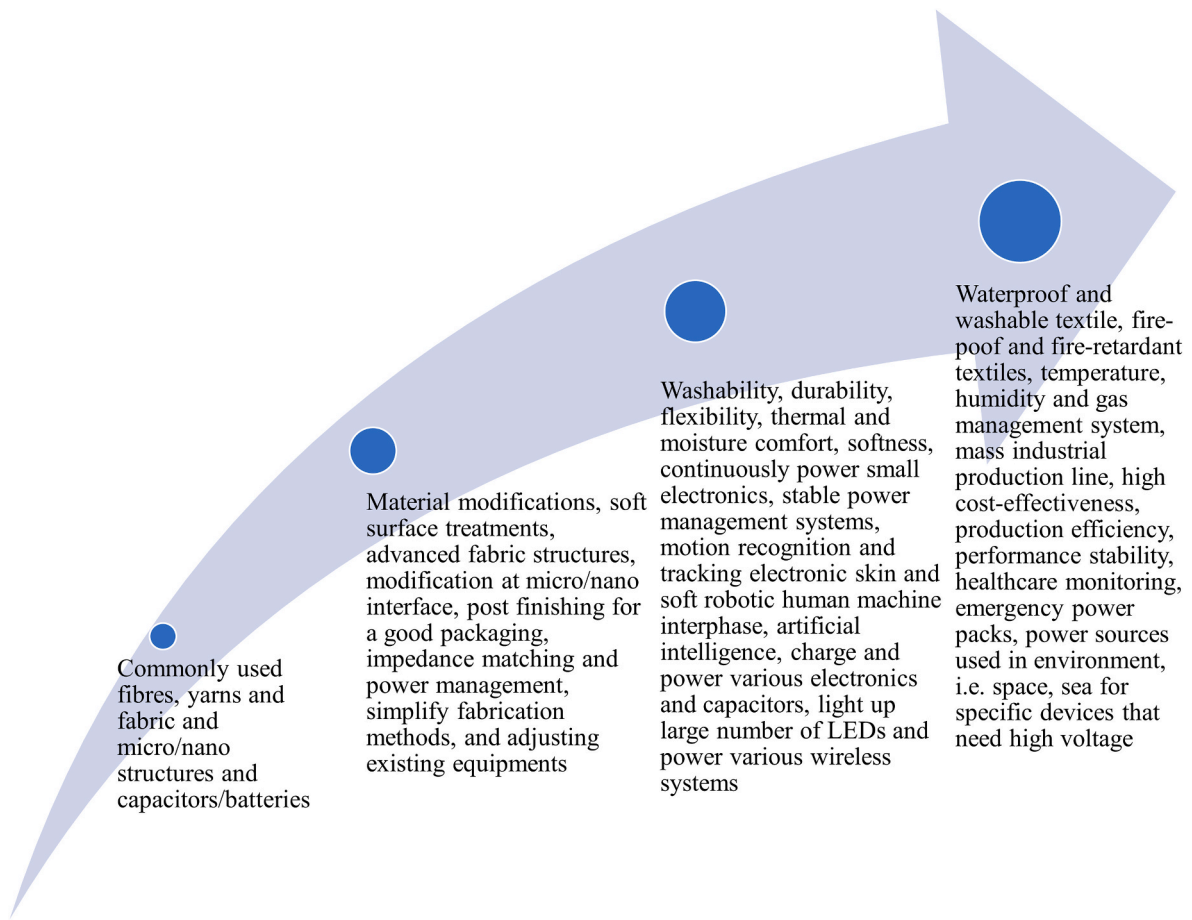 Commonly used
fibres, yarns and
fabric and
micro/nano
structures and
capacitors/batteries
Material modifications, soft
surface treatments,
advanced fabric structures,
modification at micro/nano
interface, post finishing for
a good packaging,
impedance matching and
power management,
simplify fabrication
methods, and adjusting
existing equipments
Washability, durability,
flexibility, thermal and
moisture comfort, softness,
continuously power small
electronics, stable power
management systems,
motion recognition and
tracking electronic skin and
soft robotic human machine
interphase, artificial
intelligence, charge and
power various electronics
and capacitors, light up
large number of LEDs and
power various wireless
systems
Waterproof and
washable textile, fire-
poof and fire-retardant
textiles, temperature,
humidity and gas
management system,
mass industrial
production line, high
cost-effectiveness,
production efficiency,
performance stability,
healthcare monitoring,
emergency power
packs, power sources
used in environment,
i.e. space, sea for
specific devices that
need high voltage